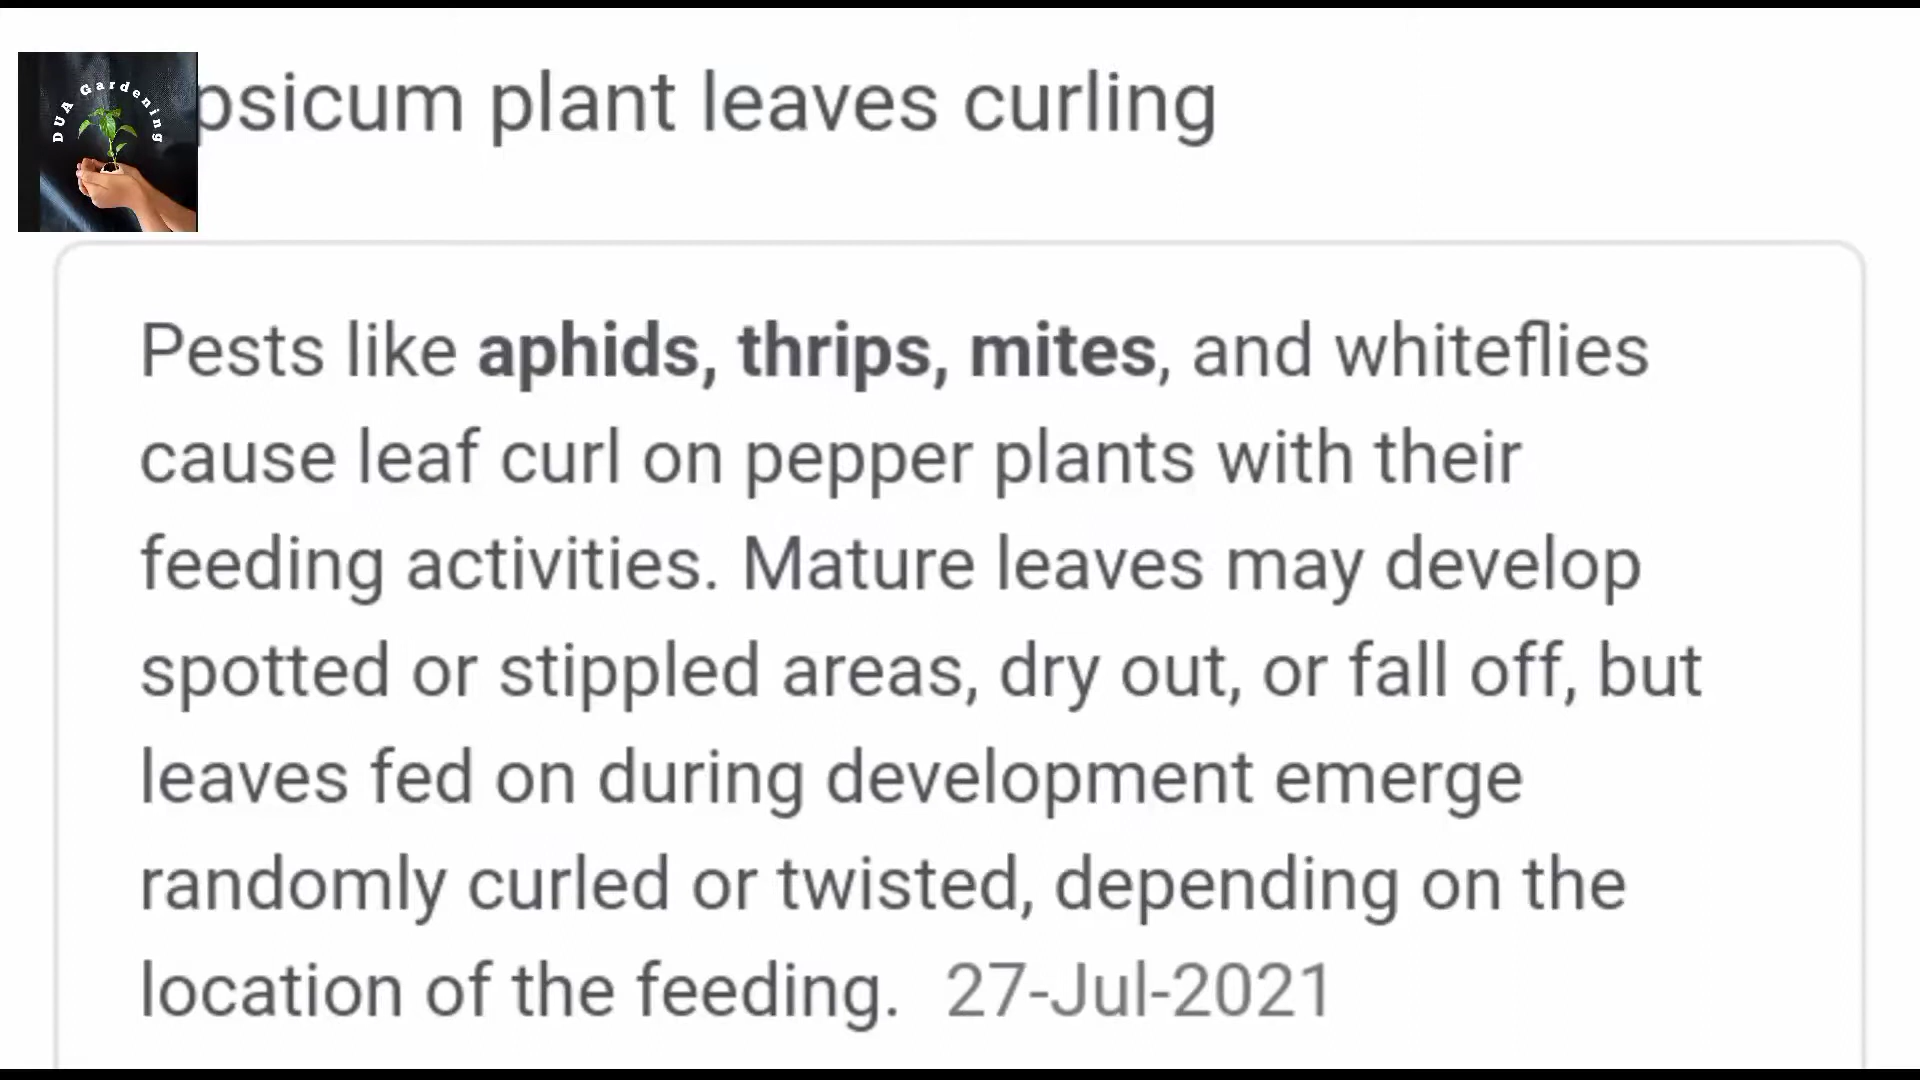 DUA Gardening
psicum plant leaves curling
Pests like aphids, thrips, mites, and whiteflies
cause leaf curl on pepper plants with their
feeding activities. Mature leaves may develop
spotted or stippled areas, dry out, or fall off, but
leaves fed on during development emerge
randomly curled or twisted, depending on the
location of the feeding. 27-Jul-2021